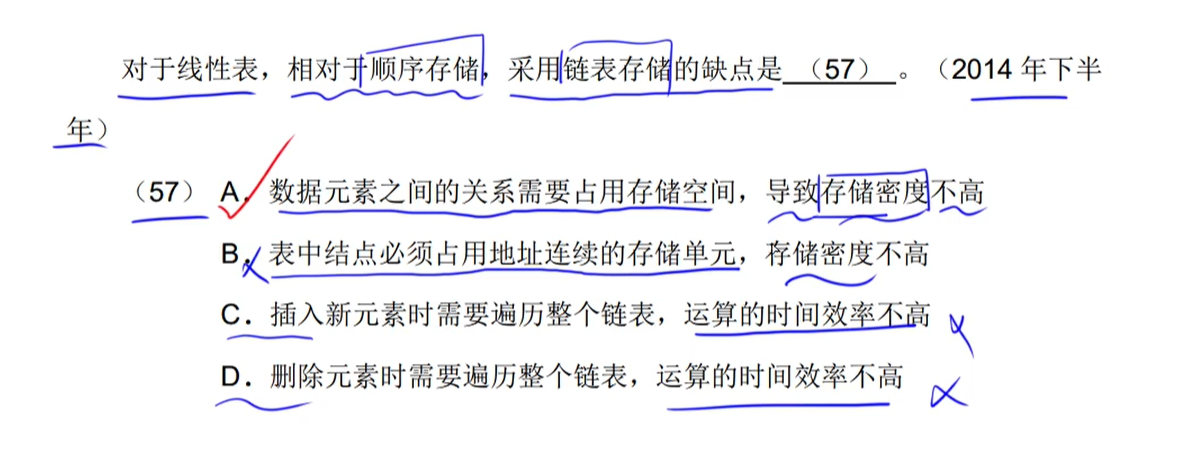 对于线性表，相对于顺序存储，采用链表存储的缺点是（57）。（2014 年下半
年）
（57） A．数据元素之间的关系需要占用存储空间，导致存储密度不高
B．表中结点必须占用地址连续的存储单元，存储密度不高
C．插入新元素时需要遍历整个链表，运算的时间效率不高
D．删除元素时需要遍历整个链表，运算的时间效率不高